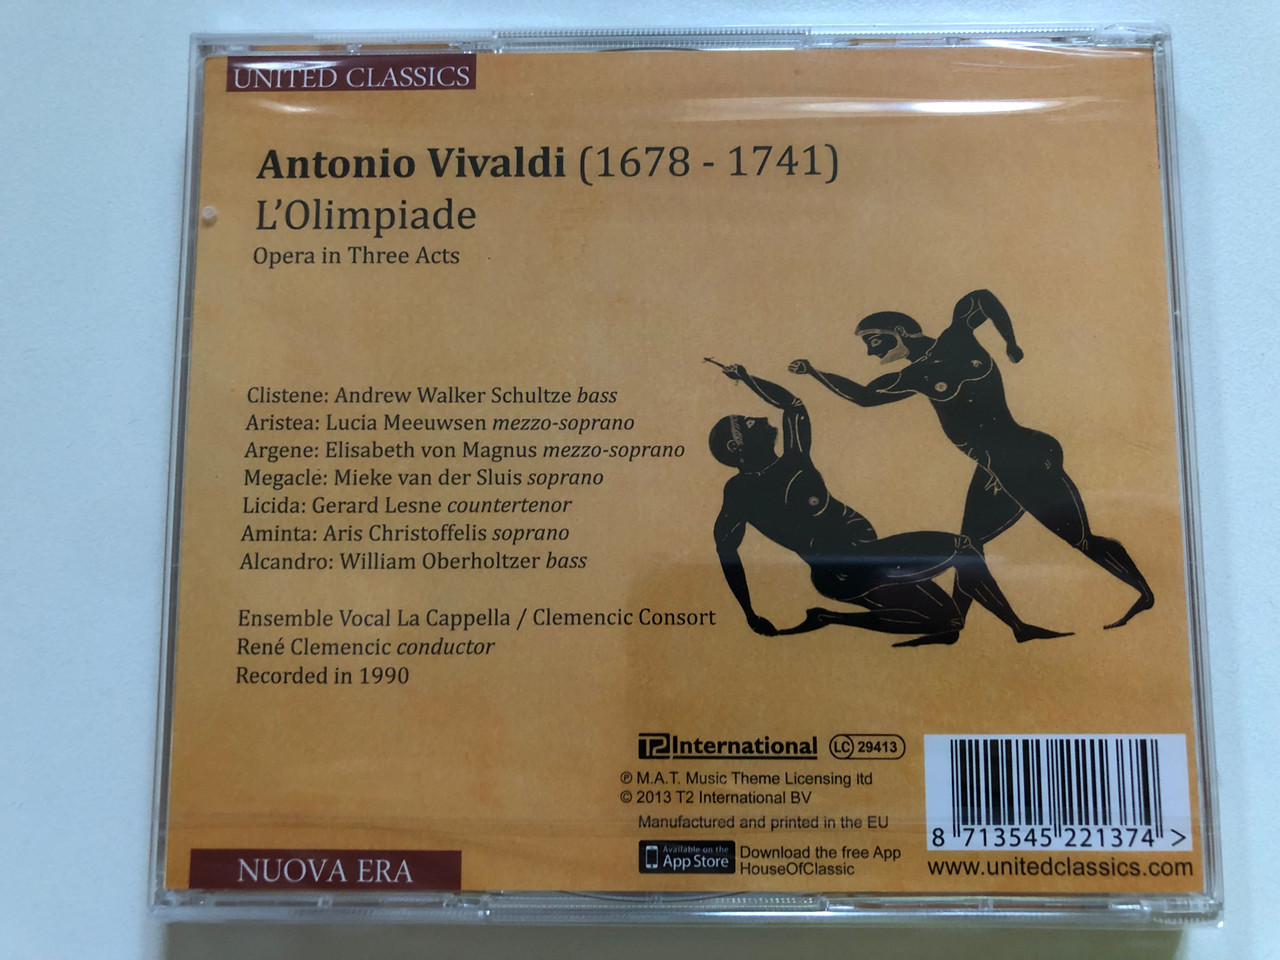 UNITED CLASSICS
Antonio Vivaldi (1678 - 1741)
L'Olimpiade
Opera in Three Acts
Clistene: Andrew Walker Schultze bass
Aristea: Lucia Meeuwsen mezzo-soprano
Argene: Elisabeth von Magnus mezzo-soprano
Megacle: Mieke van der Sluis soprano
Licida: Gerard Lesne countertenor
Aminta: Aris Christoffelis soprano
Alcandro: William Oberholtzer bass
Ensemble Vocal La Cappella / Clemencic Consort
René Clemencic conductor
Recorded in 1990
T2 International LC 29413
℗ M.A.T. Music Theme Licensing ltd
© 2013 T2 International BV
Manufactured and printed in the EU
Available on the
App Store
Download the free App
HouseOfClassic
8 713545 221374 >
www.unitedclassics.com
NUOVA ERA